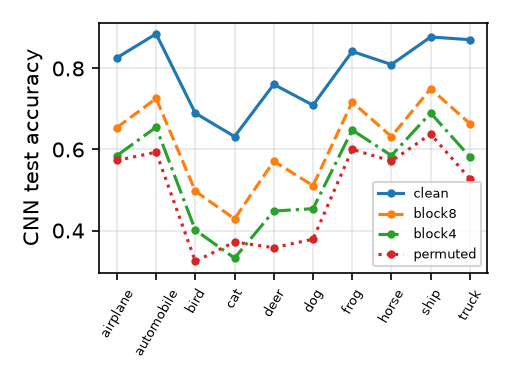 CNN test accuracy
0.8
0.6
0.4
clean
block8
block4
permuted
airplane
automobile
bird
cat
deer
dog
frog
horse
ship
truck